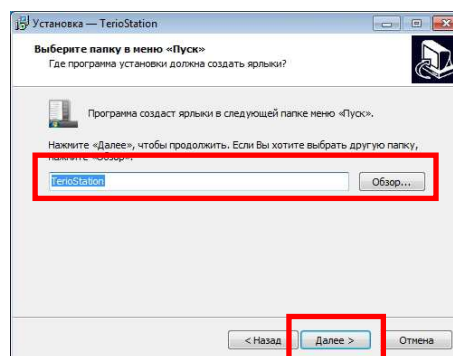 Установка — TerioStation
Выберите папку в меню «Пуск»
Где программа установки должна создать ярлыки?
Программа создаст ярлыки в следующей папке меню «Пуск».
Нажмите «Далее», чтобы продолжить. Если Вы хотите выбрать другую папку,
нажмите «Обзор».
TerioStation
Обзор...
< Назад
Далее >
Отмена